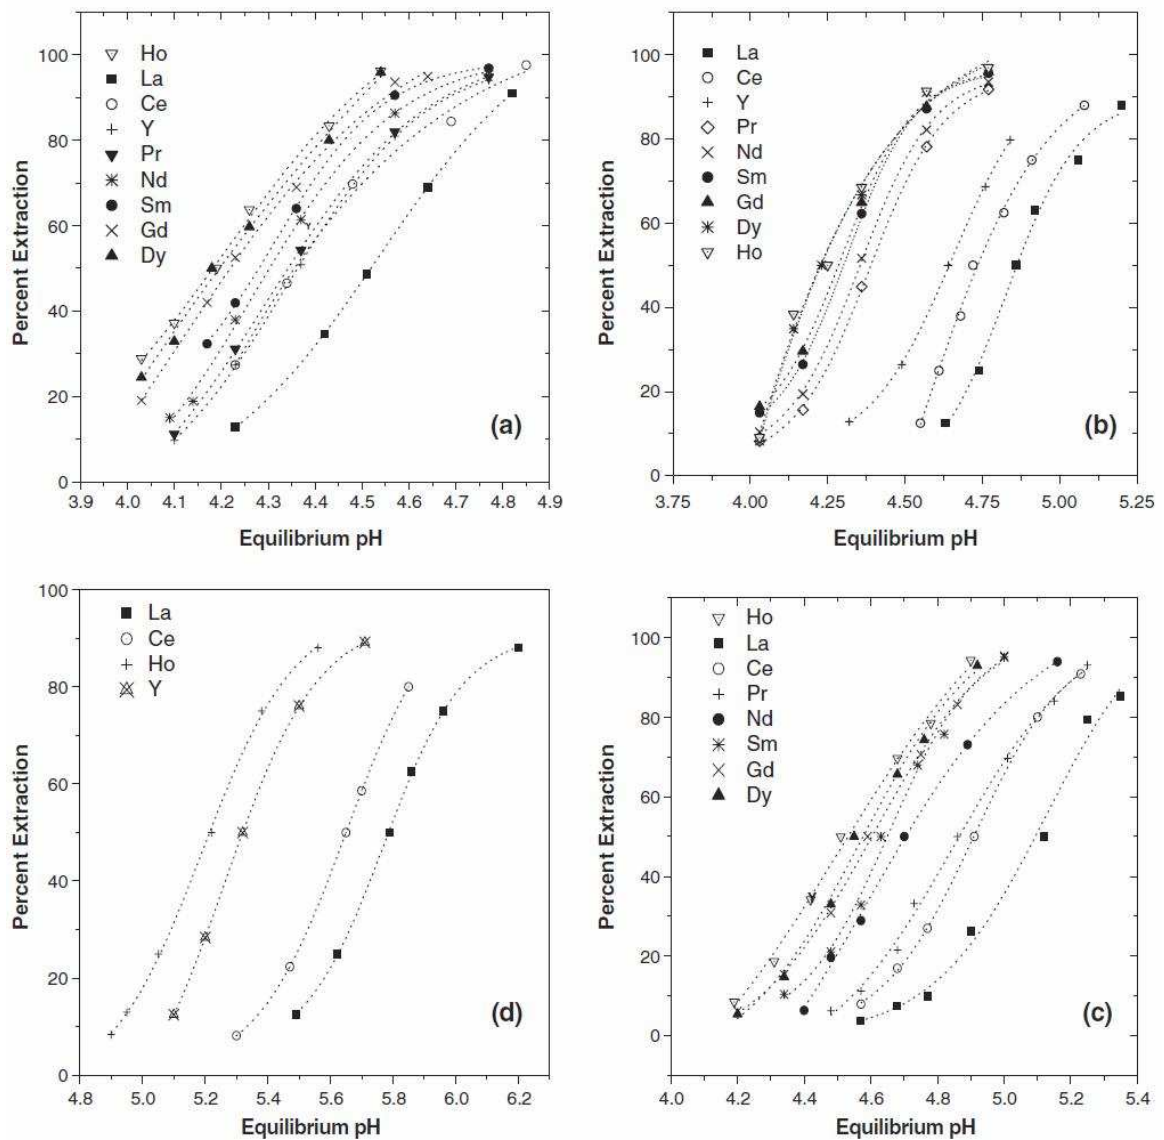 100
80
60
40
20
0
Percent Extraction
Ho
La
Ce
Y
Pr
Nd
Sm
Gd
Dy
(a)
3.9 4.0 4.1 4.2 4.3 4.4 4.5 4.6 4.7 4.8 4.9
Equilibrium pH
100
80
60
40
20
0
Percent Extraction
La
Ce
Y
Pr
Nd
Sm
Gd
Dy
Ho
(b)
3.75 4.00 4.25 4.50 4.75 5.00 5.25
Equilibrium pH
100
80
60
40
20
0
Percent Extraction
La
Ce
Ho
Y
(d)
5.0 5.2 5.4 5.6 5.8 6.0 6.2
Equilibrium pH
100
80
60
40
20
0
Percent Extraction
Ho
La
Ce
Pr
Nd
Sm
Gd
Dy
(c)
4.0 4.2 4.4 4.6 4.8 5.0 5.2 5.4
Equilibrium pH